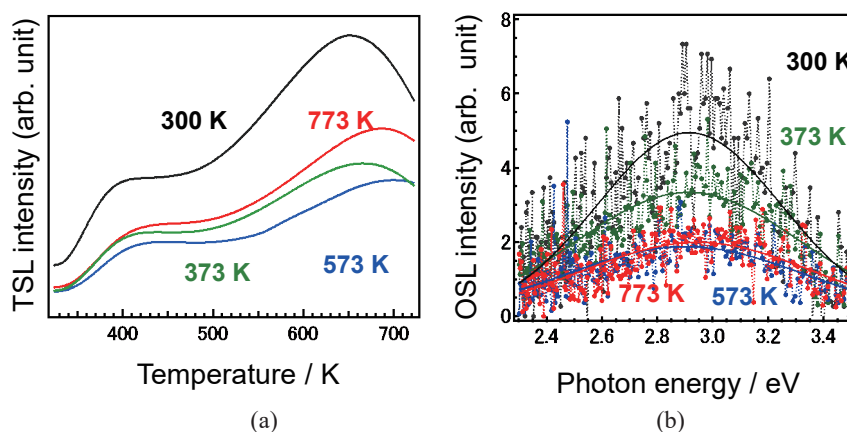 TSL intensity (arb. unit)
300 K
773 K
373 K
573 K
400
500
600
700
Temperature / K
(a)
OSL intensity (arb. unit)
8
6
4
2
0
300 K
373 K
773 K
573 K
2.4
2.6
2.8
3.0
3.2
3.4
Photon energy / eV
(b)